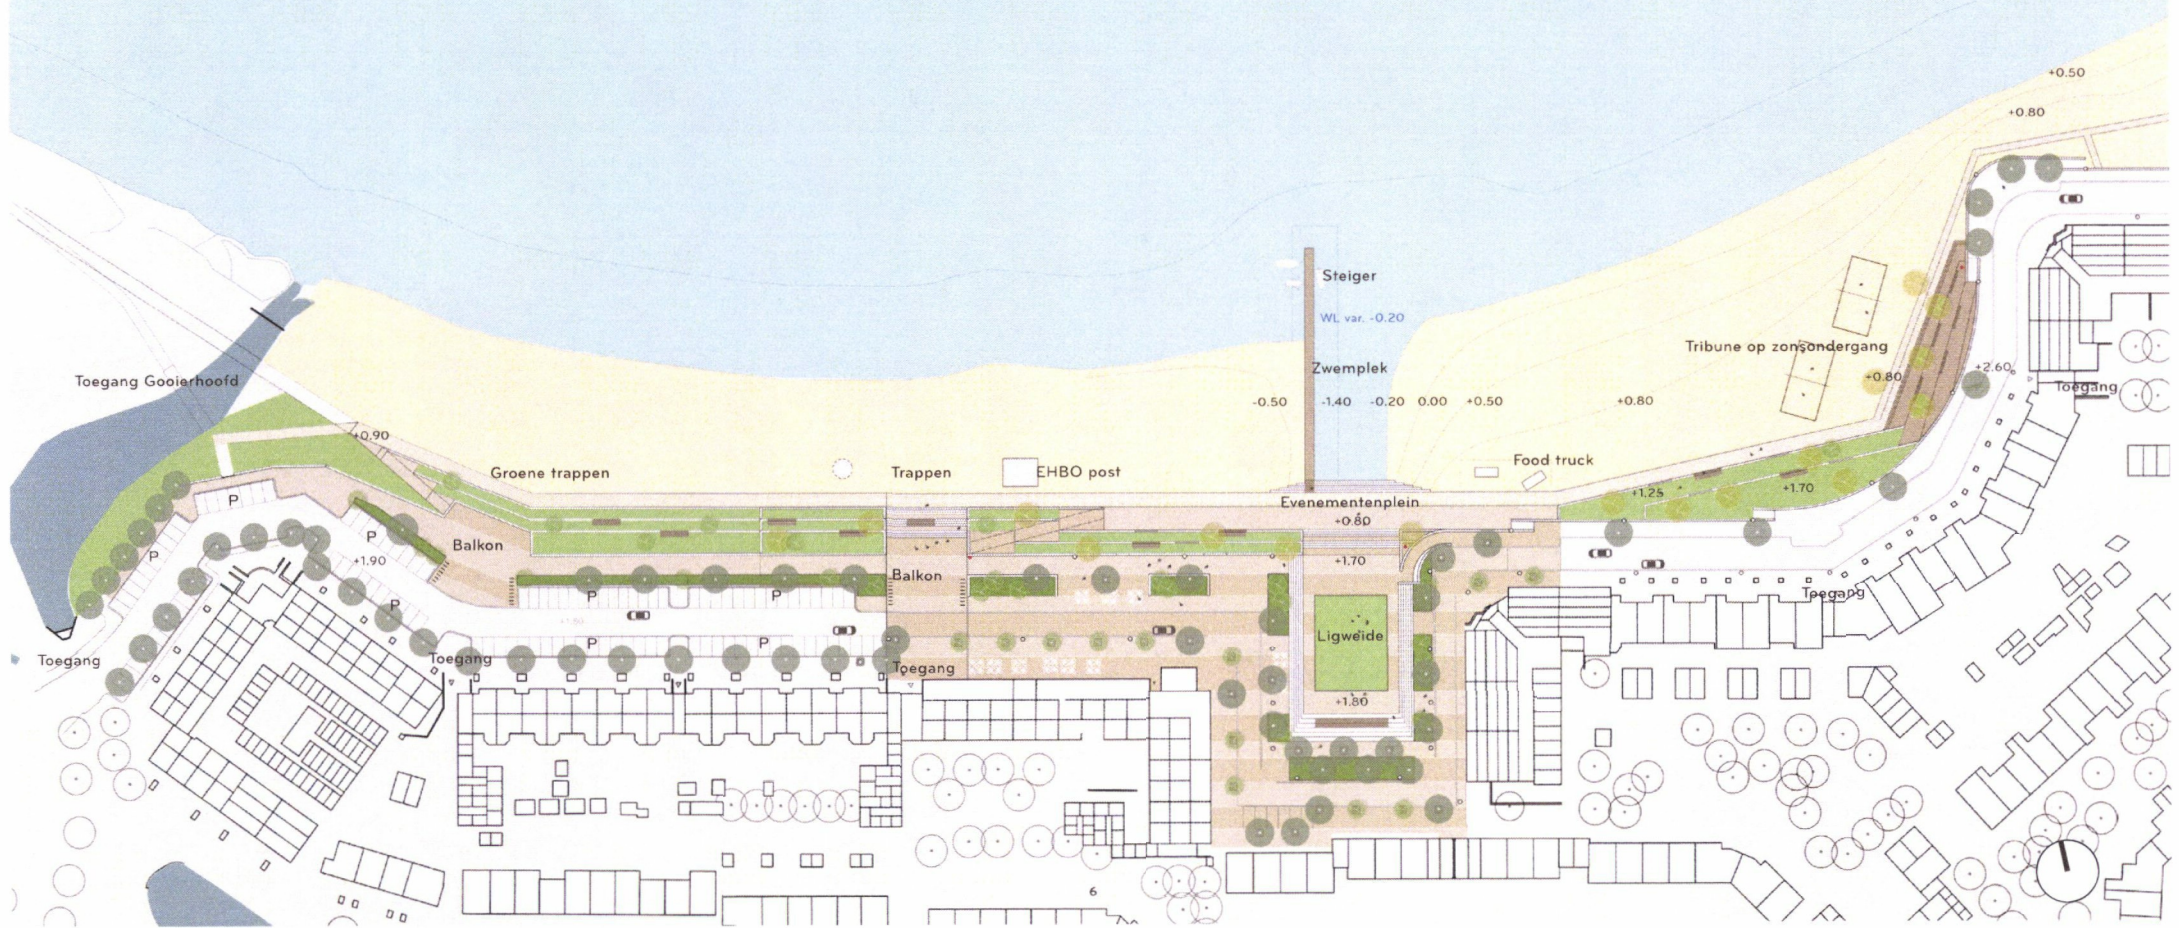 +0.50
+0.80
Steiger
WL var. -0.20
Tribune op zonsondergang
Zwemplek
+2.60
+0.80
Toegang Gooierhoofd
Toegang
-0.50
-1.40
-0.20
0.00
+0.50
+0.80
+0.90
Food truck
Groene trappen
Trappen
EHBO post
+1.25
+1.70
P
Evenementenplein
+0.80
P
Balkon
P
+1.90
+1.70
Balkon
Toegang
P
P
P
+1.80
P
P
Ligweide
Toegang
Toegang
Toegang
+1.80
6